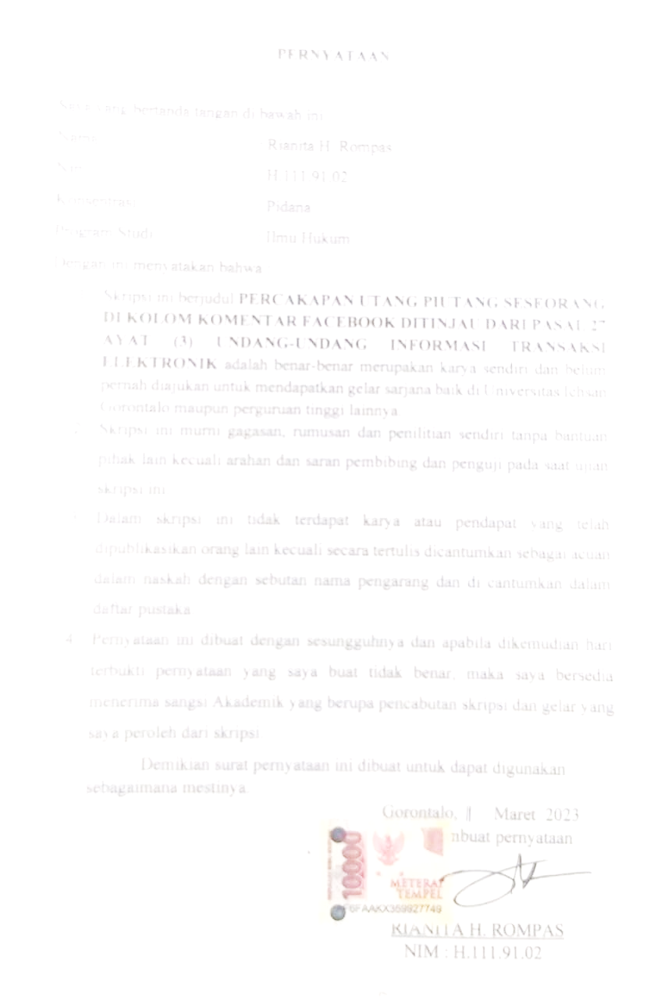 PERNYATAAN
Saya yang bertanda tangan di bawah ini
Nama Rianita H. Rompas
Nim H.111.91.02
Konsentrasi Pidana
Program Studi Ilmu Hukum
Dengan ini menyatakan bahwa
Skripsi ini berjudul PERCAKAPAN UTANG PIUTANG SESEORANG
DI KOLOM KOMENTAR FACEBOOK DITINJAU DARI PASAL 27
AYAT (3) UNDANG-UNDANG INFORMASI TRANSAKSI
ELEKTRONIK adalah benar-benar merupakan karya sendiri dan belum
pernah diajukan untuk mendapatkan gelar sarjana baik di Universitas Ichsan
Gorontalo maupun perguruan tinggi lainnya
2. Skripsi ini murni gagasan, rumusan dan penilitian sendiri tanpa bantuan
pihak lain kecuali arahan dan saran pembibing dan penguji pada saat ujian
skripsi ini
Dalam skripsi ini tidak terdapat karya atau pendapat yang telah
dipublikasikan orang lain kecuali secara tertulis dicantumkan sebagai acuan
dalam naskah dengan sebutan nama pengarang dan di cantumkan dalam
daftar pustaka
4. Pernyataan ini dibuat dengan sesungguhnya dan apabila dikemudian hari
terbukti pernyataan yang saya buat tidak benar, maka saya bersedia
menerima sangsi Akademik yang berupa pencabutan skripsi dan gelar yang
saya peroleh dari skripsi
Demikian surat pernyataan ini dibuat untuk dapat digunakan
sebagaimana mestinya.
Gorontalo, Maret 2023
mbuat pernyataan
10000
METERAI
TEMPEL
6FAAKX359927749
RIANITA H. ROMPAS
NIM : H.111.91.02